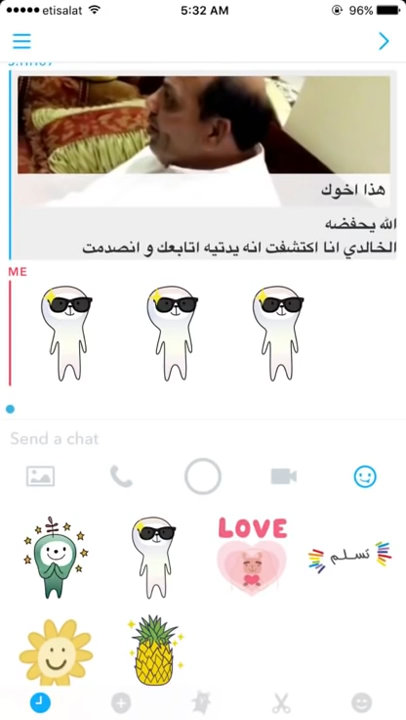 etisalat 5:32 AM 96%
هذا اخوك
الله يحفضه
الخالدي انا اكتشفت انه يدتيه اتابعك و انصدمت
ME
Send a chat
LOVE
تسلم